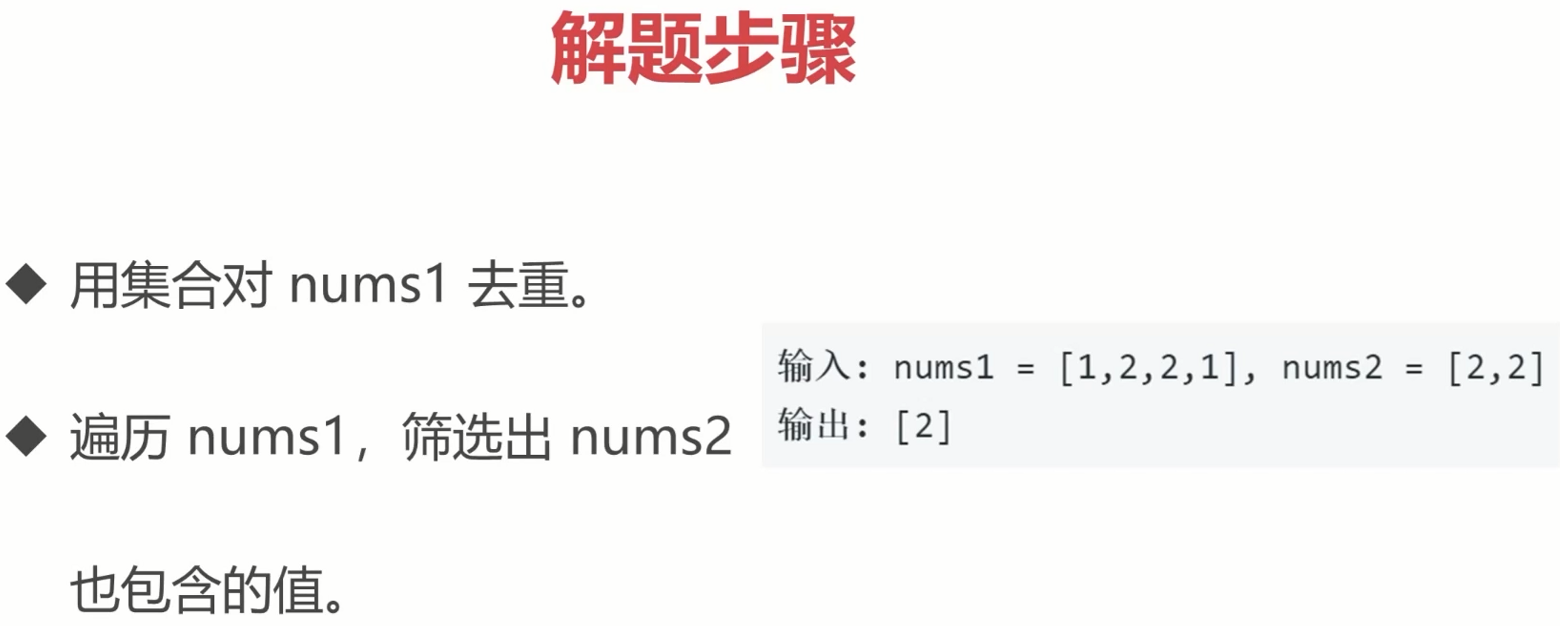 解题步骤
◆ 用集合对 nums1 去重。
◆ 遍历 nums1，筛选出 nums2
也包含的值。
输入: nums1 = [1,2,2,1], nums2 = [2,2]
输出: [2]